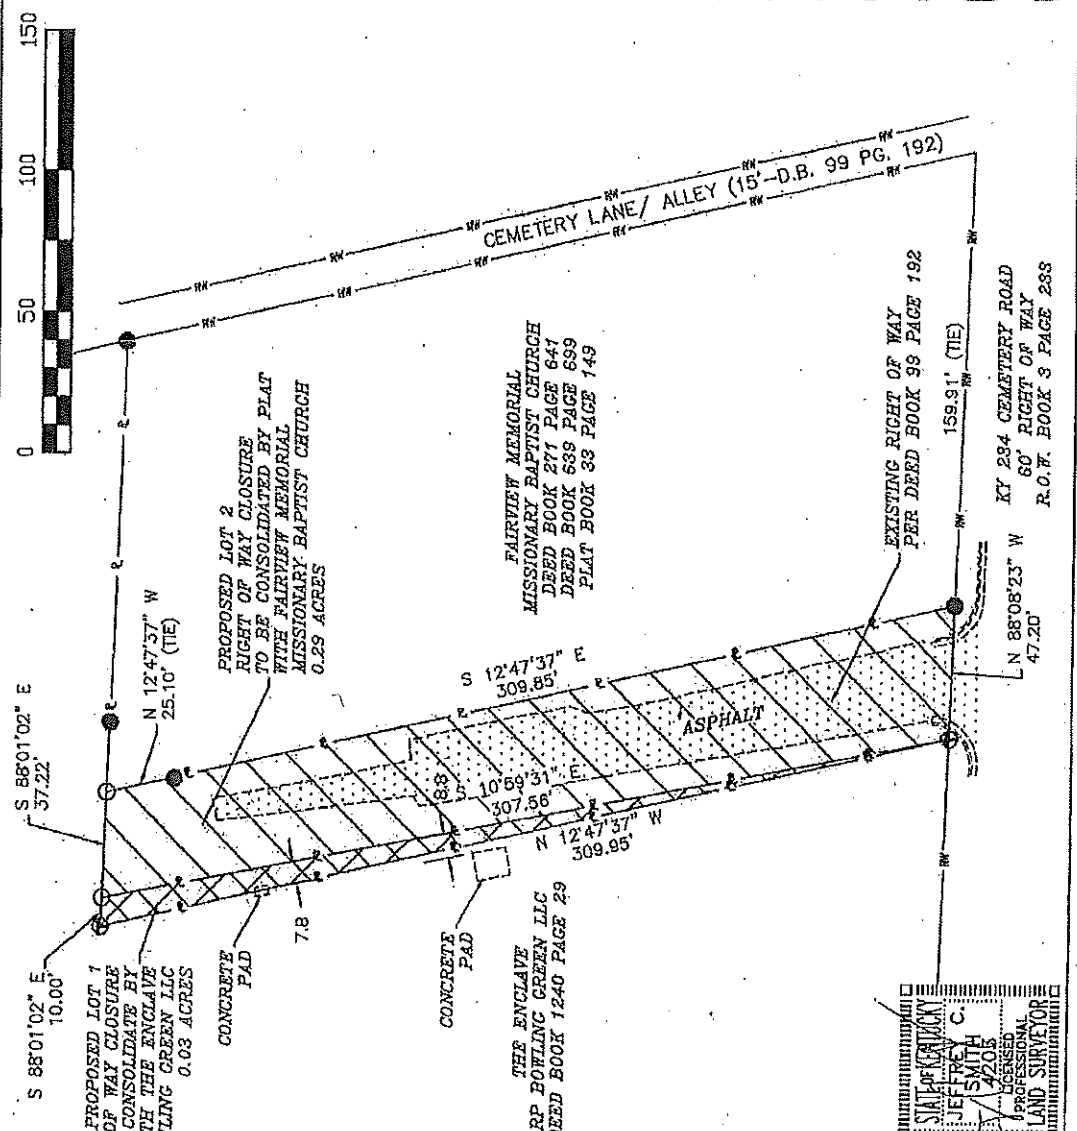 0
50
100
150
CEMETERY LANE/ ALLEY (15'-D.B. 99 PG. 192)
S 88°01'02" E
37.22'
N 12°47'37" W
25.10' (TIE)
PROPOSED LOT 2
RIGHT OF WAY CLOSURE
TO BE CONSOLIDATED BY PLAT
WITH FAIRVIEW MEMORIAL
MISSIONARY BAPTIST CHURCH
0.29 ACRES
FAIRVIEW MEMORIAL
MISSIONARY BAPTIST CHURCH
DEED BOOK 271 PAGE 641
DEED BOOK 639 PAGE 699
PLAT BOOK 33 PAGE 149
EXISTING RIGHT OF WAY
PER DEED BOOK 99 PAGE 192
159.91' (TIE)
KY 234 CEMETERY ROAD
60' RIGHT OF WAY
R.O.W. BOOK 3 PAGE 233
N 88°08'23" W
47.20'
S 12°47'37" E
309.85'
ASPHALT
8.8
S 10°59'31" E
307.56'
N 12°47'37" W
309.95'
7.8
S 88°01'02" E
10.00'
PROPOSED LOT 1
OF WAY CLOSURE
CONSOLIDATE BY
TH THE ENCLAVE
LING GREEN LLC
0.03 ACRES
CONCRETE
PAD
CONCRETE
PAD
THE ENCLAVE
RP BOWLING GREEN LLC
EED BOOK 1240 PAGE 29
STATE OF KENTUCKY
JEFFREY C.
SMITH
4205
LICENSED
PROFESSIONAL
LAND SURVEYOR